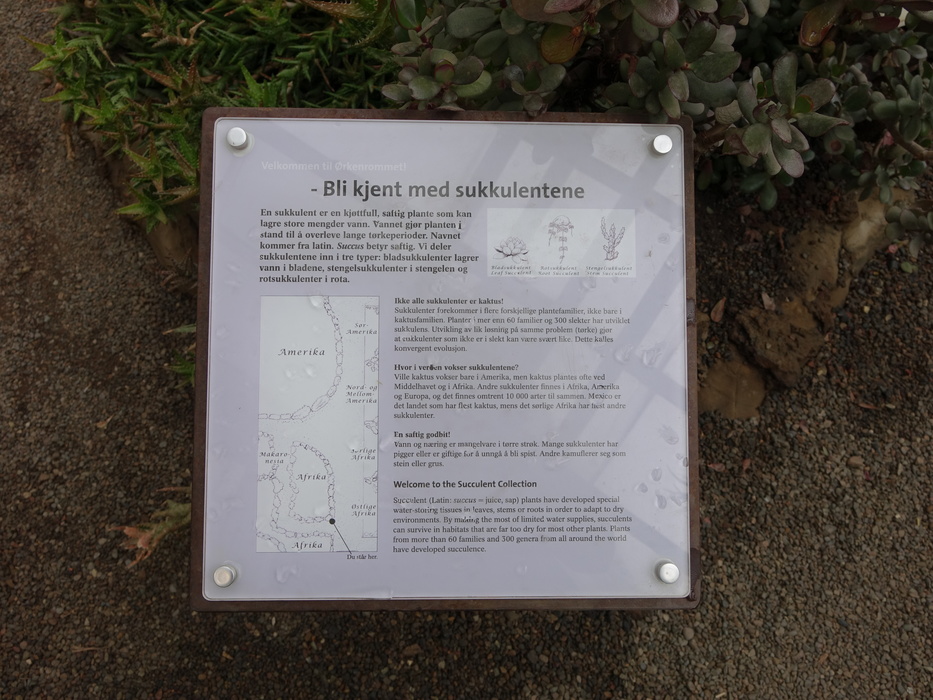 Velkommen til Ørkenrommet!
- Bli kjent med sukkulentene
En sukkulent er en kjøttfull, saftig plante som kan
lagre store mengder vann. Vannet gjør planten i
stand til å overleve lange tørkeperioder. Navnet
kommer fra latin. Succus betyr saftig. Vi deler
sukkulentene inn i tre typer: bladsukkulenter lagrer
vann i bladene, stengelsukkulenter i stengelen og
rotsukkulenter i rota.
Bladsukkulent
Leaf Succulent
Rotsukkulent
Root Succulent
Stengelsukkulent
Stem Succulent
Amerika
Sør-
Amerika
Nord- og
Mellom-
Amerika
Makaro
nesia
Afrika
Sørlige
Afrika
Østlige
Afrika
Afrika
Du står her
Ikke alle sukkulenter er kaktus!
Sukkulenter forekommer i flere forskjellige plantefamilier, ikke bare i
kaktusfamilien. Planter i mer enn 60 familier og 300 slekter har utviklet
sukkulens. Utvikling av lik løsning på samme problem (tørke) gjør
at sukkulenter som ikke er i slekt kan være svært like. Dette kalles
konvergent evolusjon.
Hvor i verden vokser sukkulentene?
Ville kaktus vokser bare i Amerika, men kaktus plantes ofte ved
Middelhavet og i Afrika. Andre sukkulenter finnes i Afrika, Amerika
og Europa, og det finnes omtrent 10 000 arter til sammen. Mexico er
det landet som har flest kaktus, mens det sørlige Afrika har flest andre
sukkulenter.
En saftig godbit!
Vann og næring er mangelvare i tørre strøk. Mange sukkulenter har
pigger eller er giftige for å unngå å bli spist. Andre kamuflerer seg som
stein eller grus.
Welcome to the Succulent Collection
Succulent (Latin: succus = juice, sap) plants have developed special
water-storing tissues in leaves, stems or roots in order to adapt to dry
environments. By making the most of limited water supplies, succulents
can survive in habitats that are far too dry for most other plants. Plants
from more than 60 families and 300 genera from all around the world
have developed succulence.